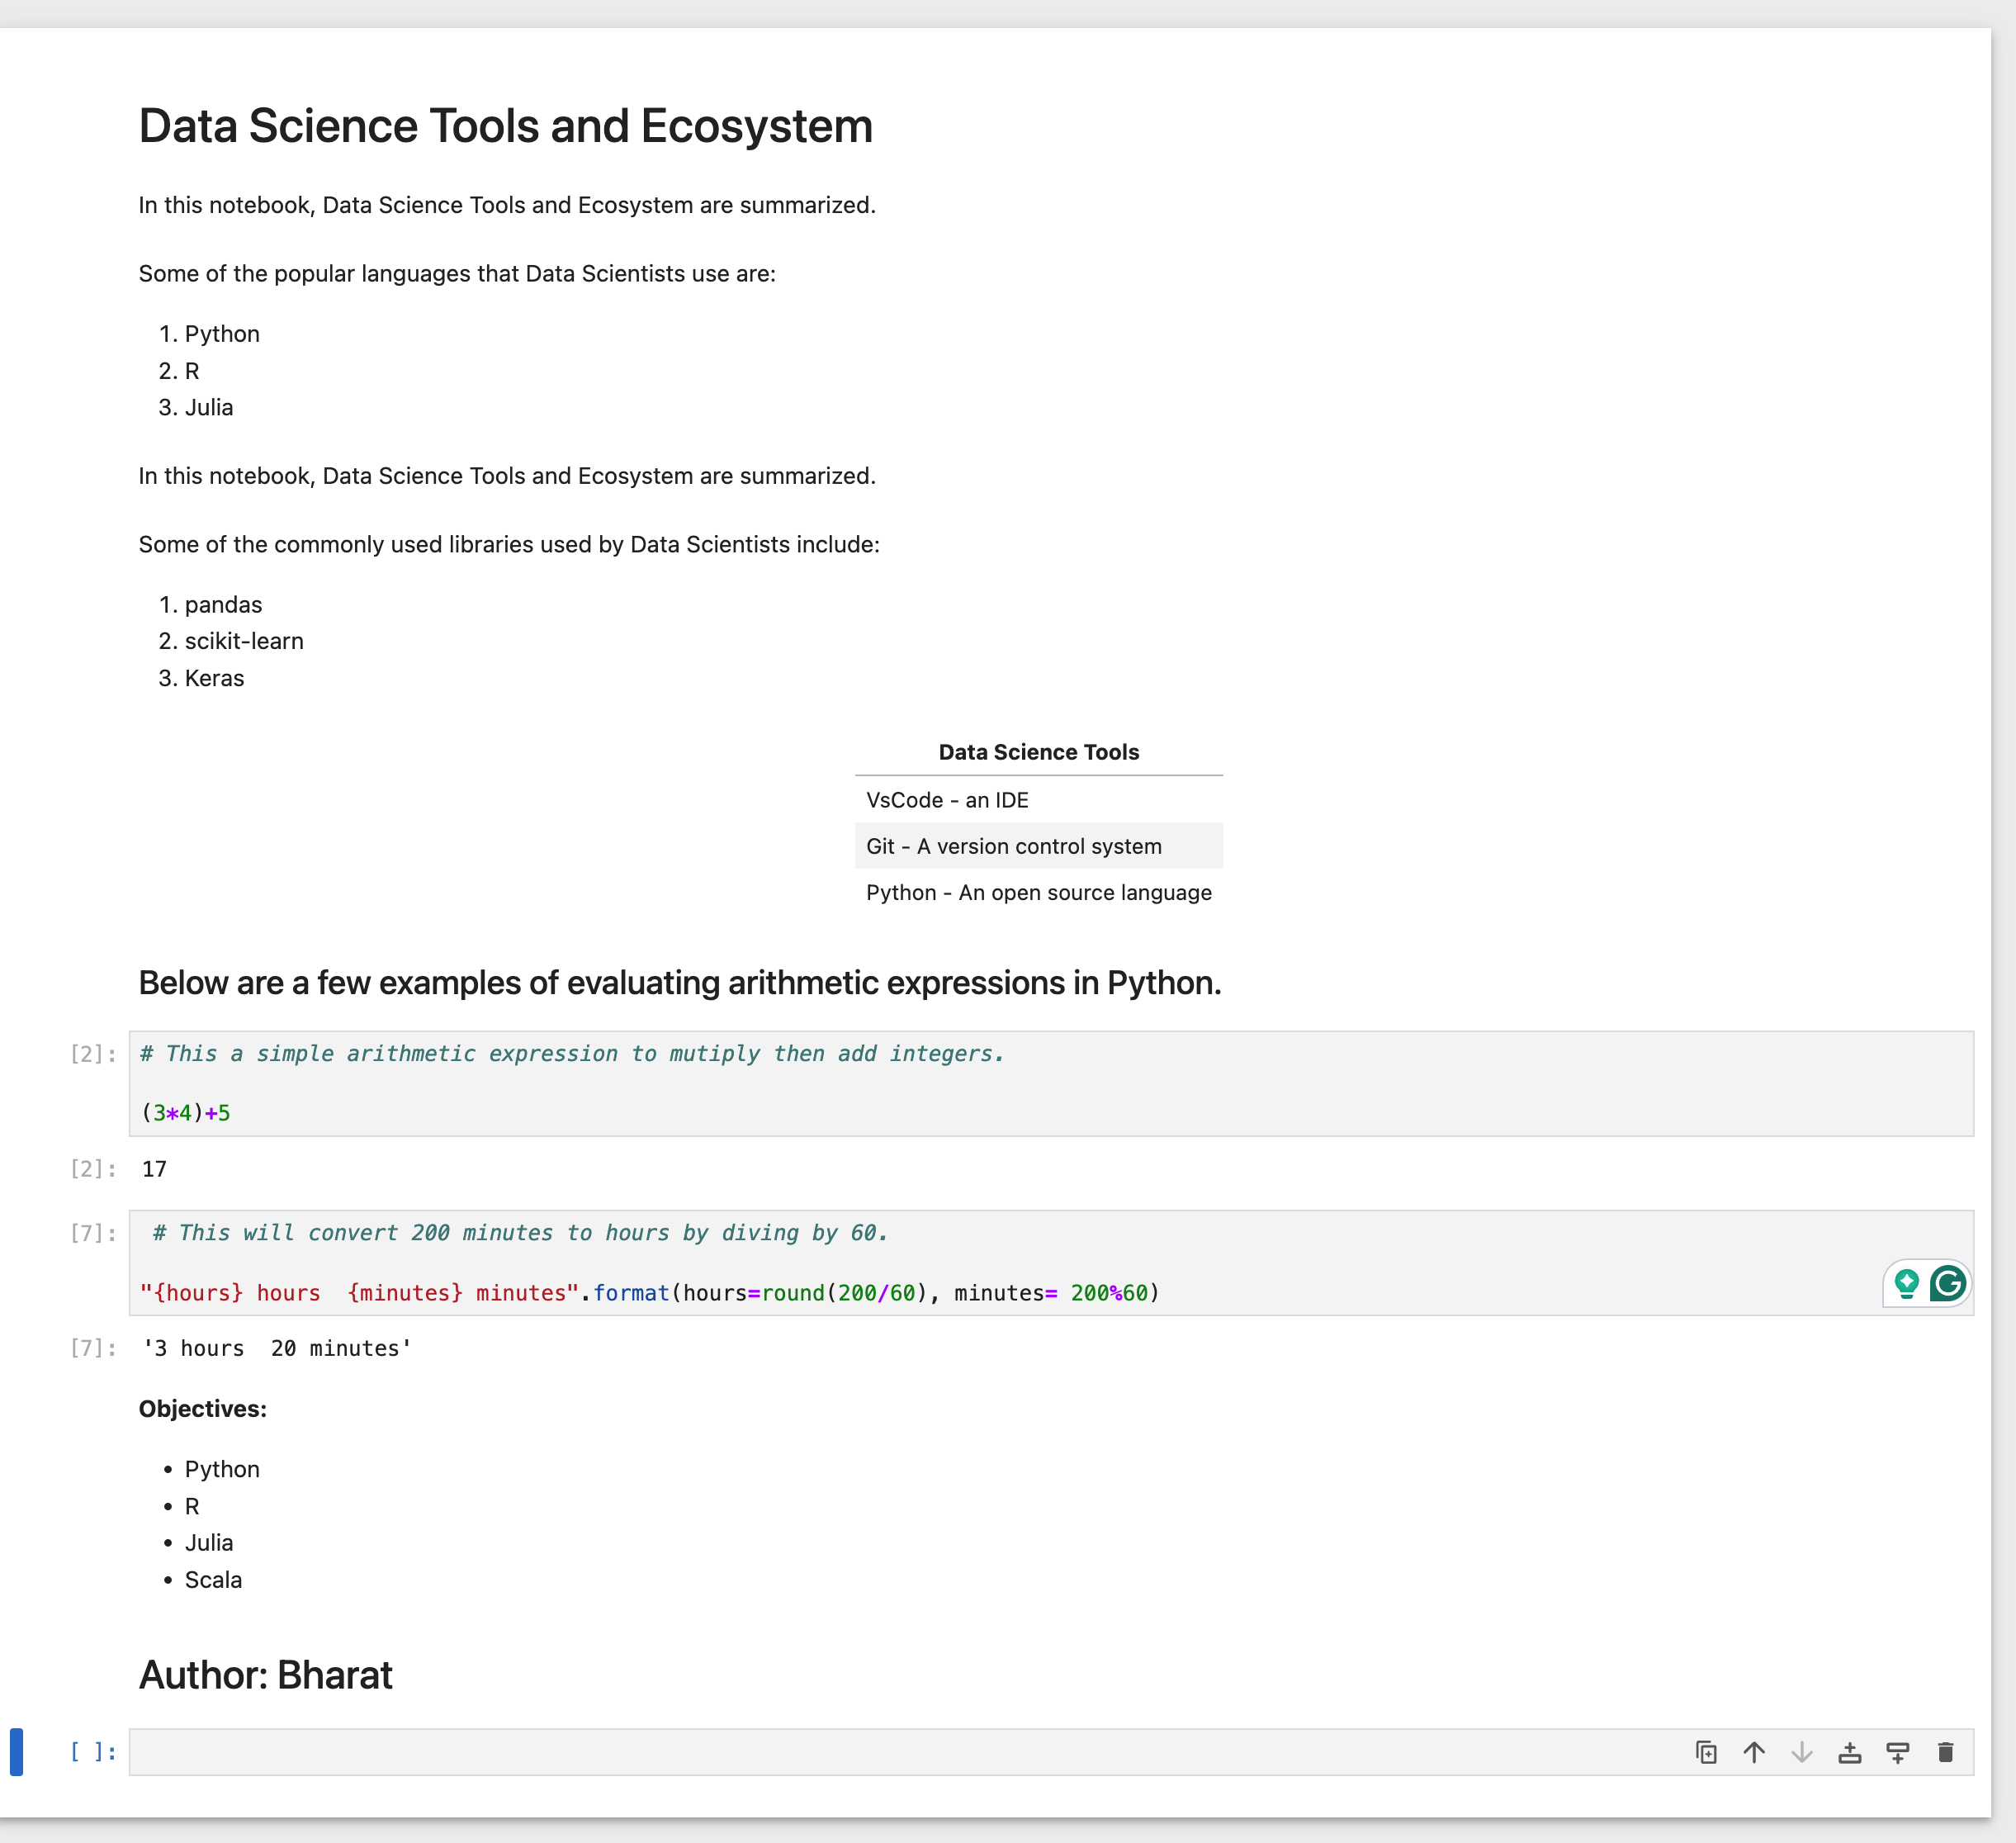 Data Science Tools and Ecosystem
In this notebook, Data Science Tools and Ecosystem are summarized.
Some of the popular languages that Data Scientists use are:
1. Python
2. R
3. Julia
In this notebook, Data Science Tools and Ecosystem are summarized.
Some of the commonly used libraries used by Data Scientists include:
1. pandas
2. scikit-learn
3. Keras
Data Science Tools
VsCode - an IDE
Git - A version control system
Python - An open source language
Below are a few examples of evaluating arithmetic expressions in Python.
[2]: # This a simple arithmetic expression to mutiply then add integers.
(3*4)+5
[2]: 17
[7]: # This will convert 200 minutes to hours by diving by 60.
"{hours} hours  {minutes} minutes".format(hours=round(200/60), minutes= 200%60)
[7]: '3 hours  20 minutes'
Objectives:
• Python
• R
• Julia
• Scala
Author: Bharat
[ ]: